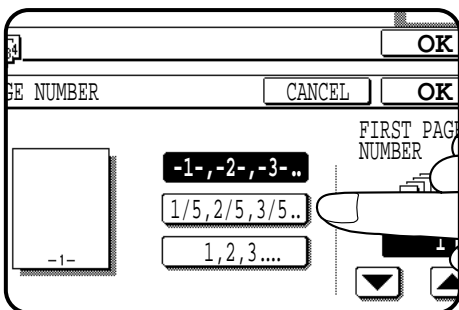 OK
GE NUMBER CANCEL OK
FIRST PAG
NUMBER
-1-,-2-,-3-..
1/5,2/5,3/5..
1,2,3....
-1-
1